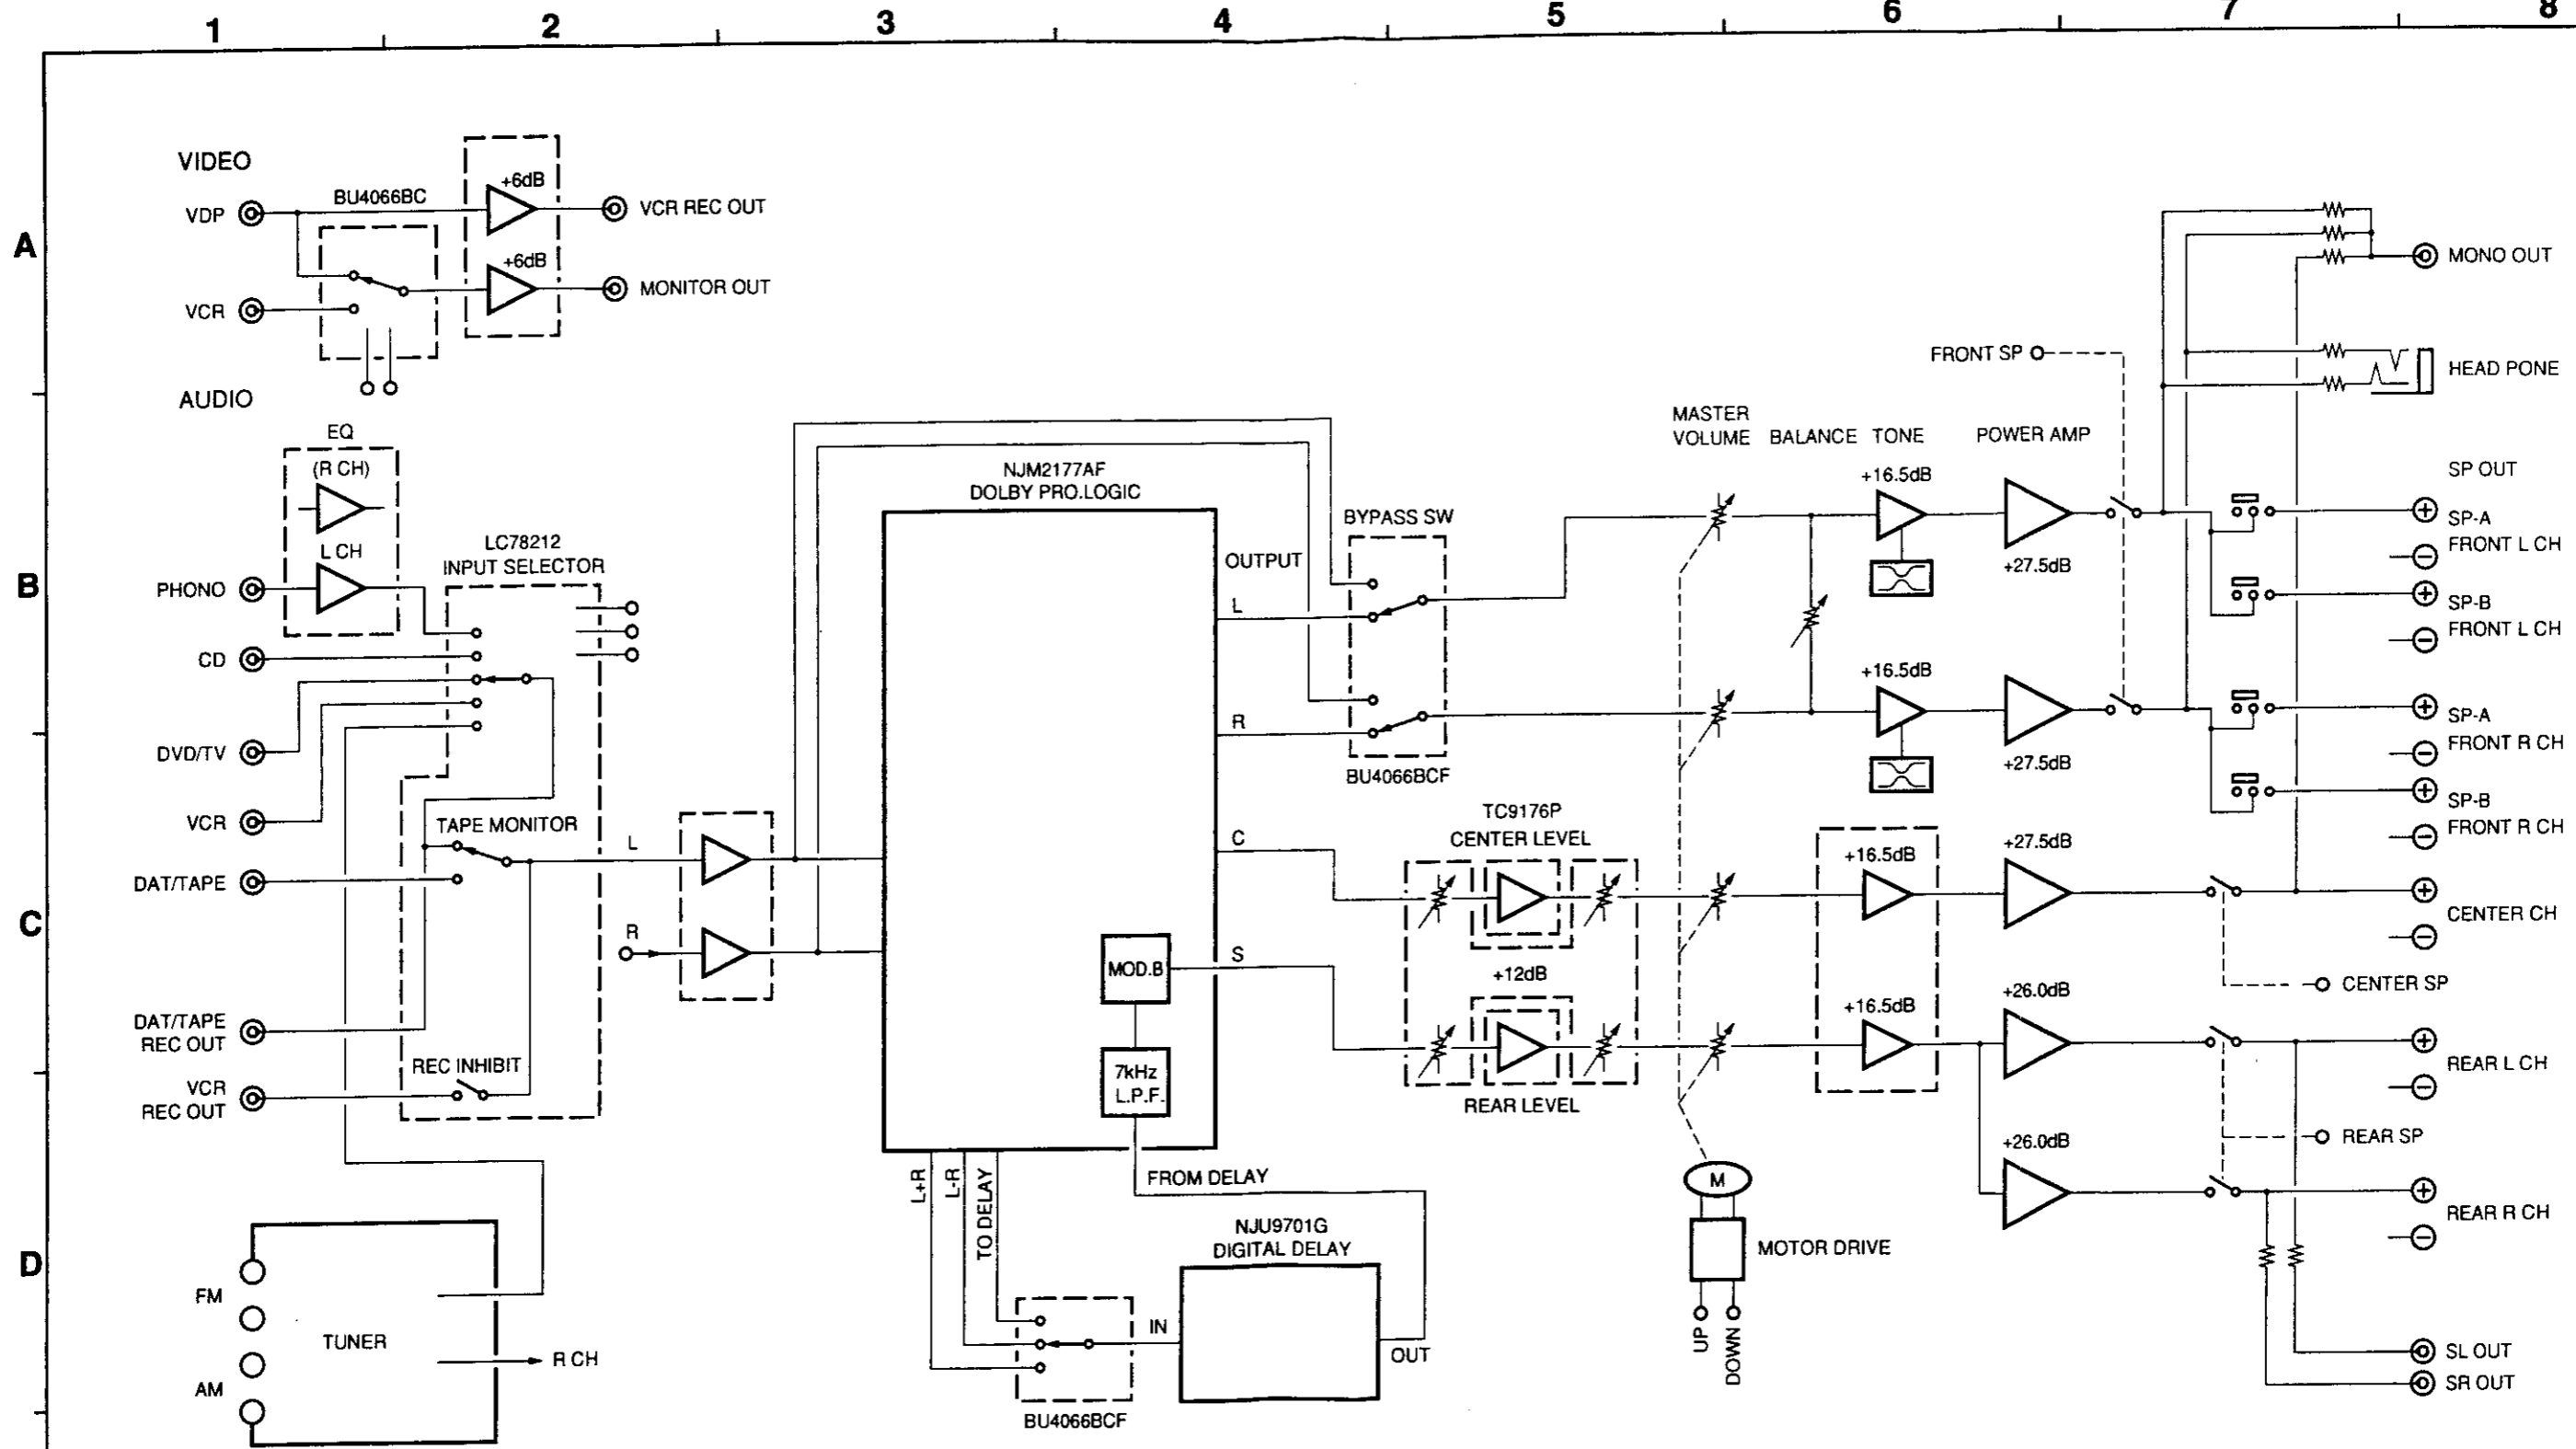 1 2 3 4 5 6 7 8
A
B
C
D
VIDEO
VDP
BU4066BC
+6dB
VCR REC OUT
+6dB
MONITOR OUT
VCR
AUDIO
EQ
(R CH)
L CH
PHONO
CD
DVD/TV
VCR
DAT/TAPE
DAT/TAPE
REC OUT
VCR
REC OUT
LC78212
INPUT SELECTOR
TAPE MONITOR
REC INHIBIT
L
R
FM
AM
TUNER
R CH
NJM2177AF
DOLBY PRO.LOGIC
MOD.B
7kHz
L.P.F.
OUTPUT
L
R
C
S
L+R
L-R
TO DELAY
FROM DELAY
NJU9701G
DIGITAL DELAY
IN
OUT
BU4066BCF
BYPASS SW
BU4066BCF
TC9176P
CENTER LEVEL
+12dB
REAR LEVEL
MASTER
VOLUME
BALANCE
TONE
POWER AMP
+16.5dB
+27.5dB
+16.5dB
+27.5dB
+16.5dB
+27.5dB
+16.5dB
+26.0dB
+26.0dB
M
MOTOR DRIVE
UP
DOWN
FRONT SP
MONO OUT
HEAD PONE
SP OUT
SP-A
FRONT L CH
SP-B
FRONT L CH
SP-A
FRONT R CH
SP-B
FRONT R CH
CENTER CH
CENTER SP
REAR L CH
REAR SP
REAR R CH
SL OUT
SR OUT